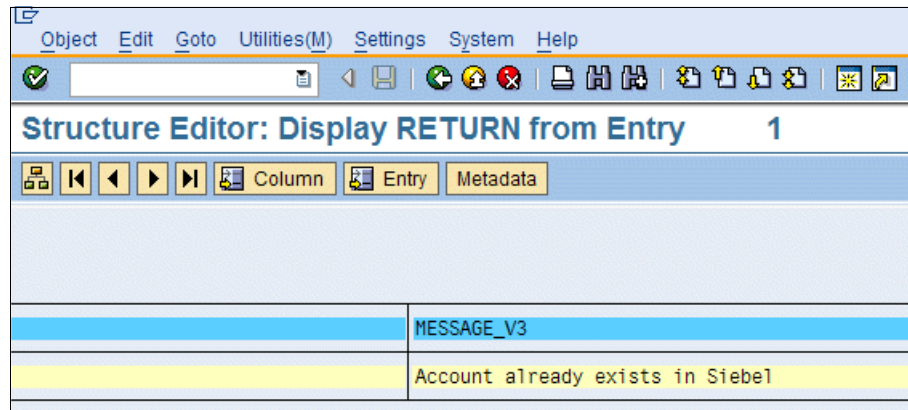 Object Edit Goto Utilities(M) Settings System Help
Structure Editor: Display RETURN from Entry 1
Column Entry Metadata
MESSAGE_V3
Account already exists in Siebel